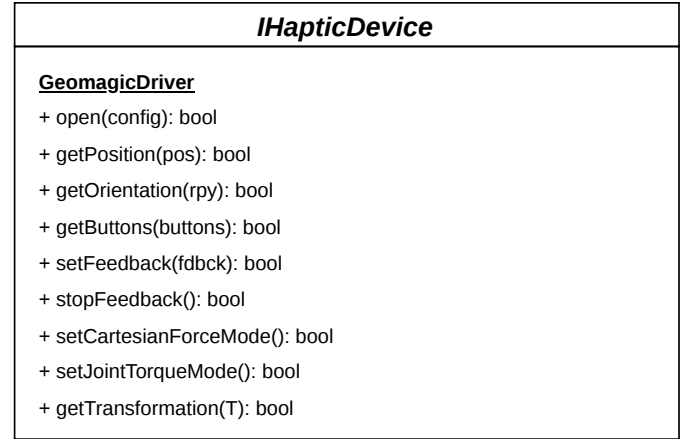 IHapticDevice
GeomagicDriver
+ open(config): bool
+ getPosition(pos): bool
+ getOrientation(rpy): bool
+ getButtons(buttons): bool
+ setFeedback(fdbck): bool
+ stopFeedback(): bool
+ setCartesianForceMode(): bool
+ setJointTorqueMode(): bool
+ getTransformation(T): bool